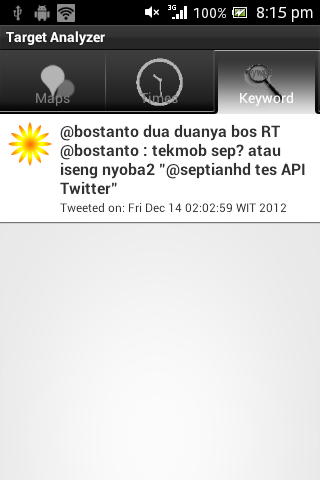 3G 100% 8:15 pm
Target Analyzer
Maps Times Keyword
@bostanto dua duanya bos RT
@bostanto : tekmob sep? atau
iseng nyoba2 "@septianhd tes API
Twitter"
Tweeted on: Fri Dec 14 02:02:59 WIT 2012